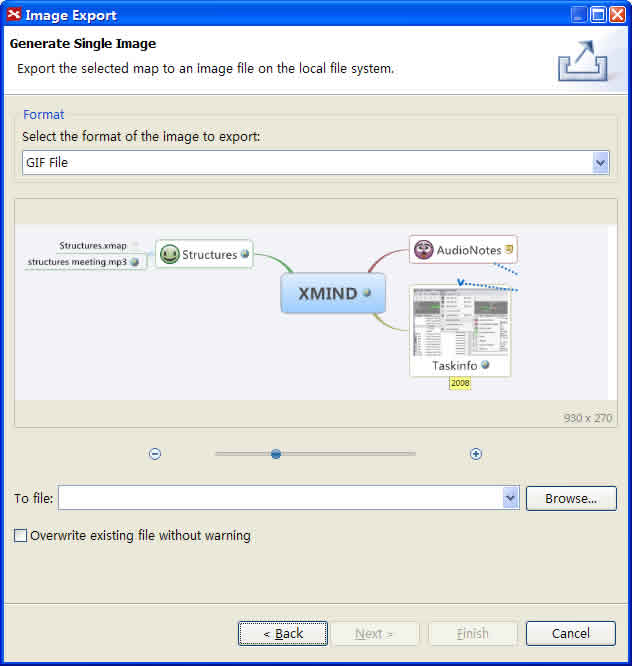 Image Export
Generate Single Image
Export the selected map to an image file on the local file system.
Format
Select the format of the image to export:
GIF File
Structures.xmap
structures meeting.mp3
Structures
XMIND
AudioNotes
Taskinfo
2008
930 x 270
To file:
Browse...
Overwrite existing file without warning
< Back
Next >
Finish
Cancel